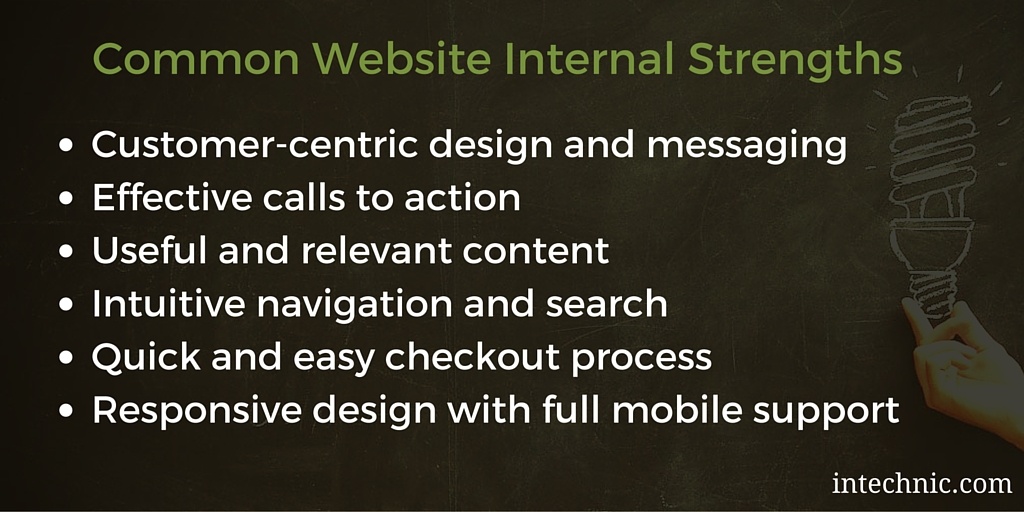 Common Website Internal Strengths
• Customer-centric design and messaging
• Effective calls to action
• Useful and relevant content
• Intuitive navigation and search
• Quick and easy checkout process
• Responsive design with full mobile support
intechnic.com